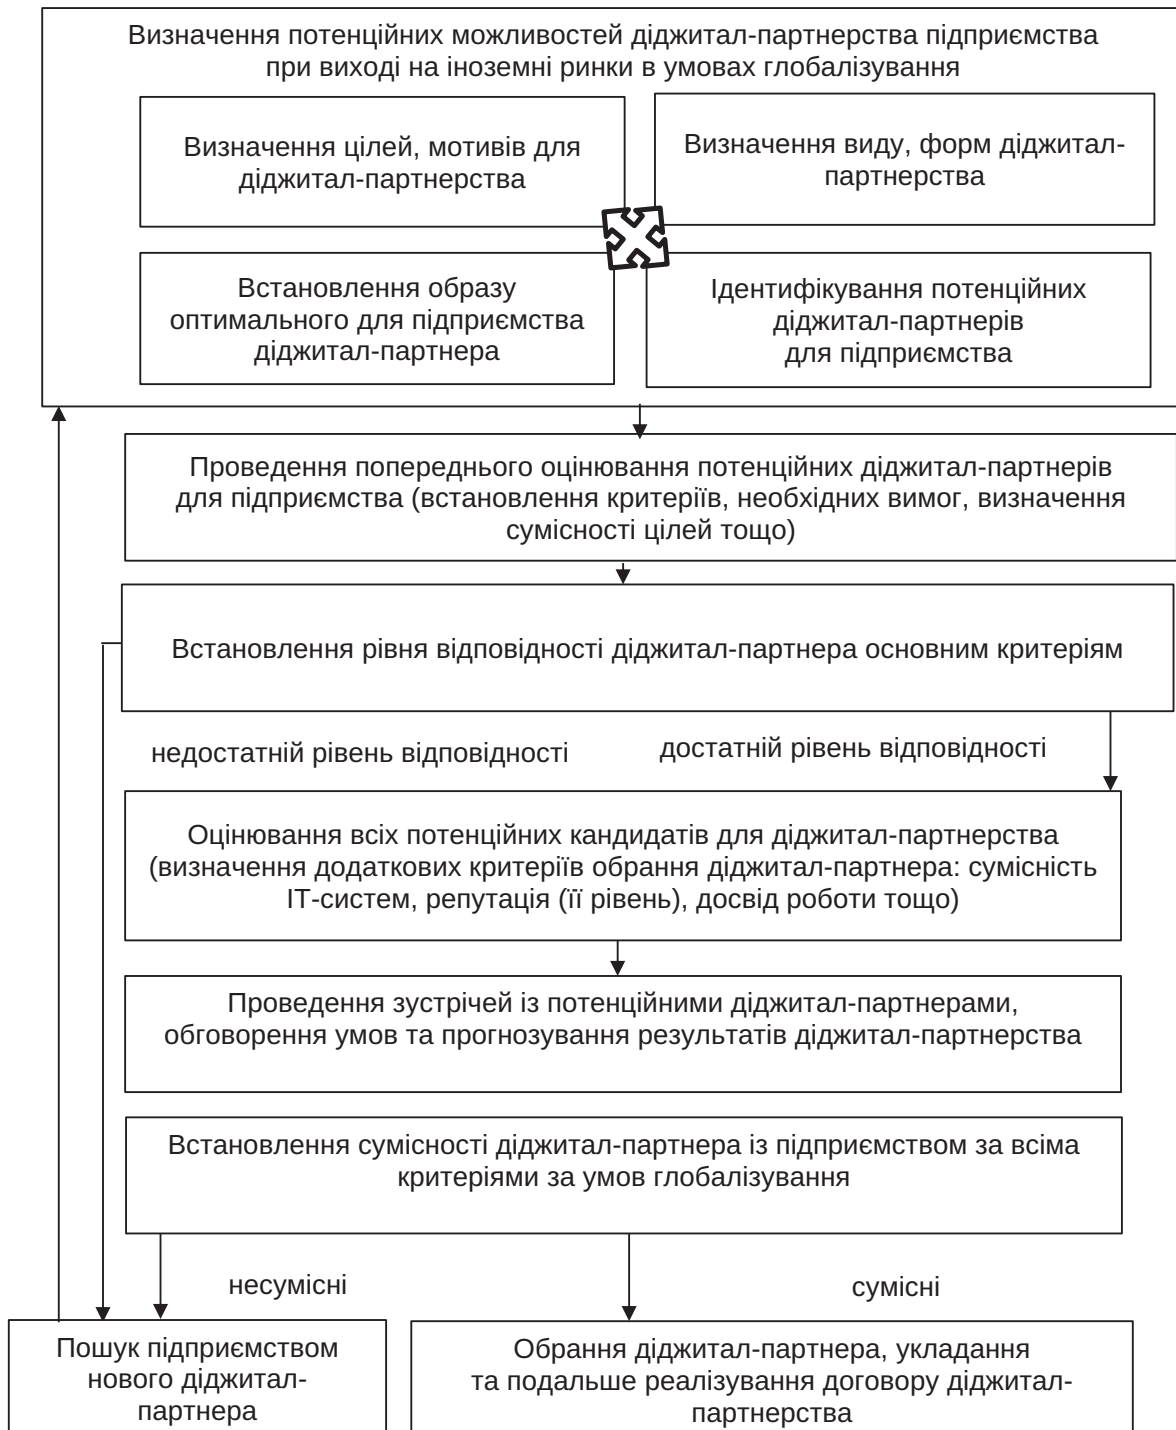 Визначення потенційних можливостей діджитал-партнерства підприємства
при виході на іноземні ринки в умовах глобалізування
Визначення цілей, мотивів для
діджитал-партнерства
Визначення виду, форм діджитал-
партнерства
Встановлення образу
оптимального для підприємства
діджитал-партнера
Ідентифікування потенційних
діджитал-партнерів
для підприємства
Проведення попереднього оцінювання потенційних діджитал-партнерів
для підприємства (встановлення критеріїв, необхідних вимог, визначення
сумісності цілей тощо)
Встановлення рівня відповідності діджитал-партнера основним критеріям
недостатній рівень відповідності
достатній рівень відповідності
Оцінювання всіх потенційних кандидатів для діджитал-партнерства
(визначення додаткових критеріїв обрання діджитал-партнера: сумісність
ІТ-систем, репутація (її рівень), досвід роботи тощо)
Проведення зустрічей із потенційними діджитал-партнерами,
обговорення умов та прогнозування результатів діджитал-партнерства
Встановлення сумісності діджитал-партнера із підприємством за всіма
критеріями за умов глобалізування
несумісні
сумісні
Пошук підприємством
нового діджитал-
партнера
Обрання діджитал-партнера, укладання
та подальше реалізування договору діджитал-
партнерства